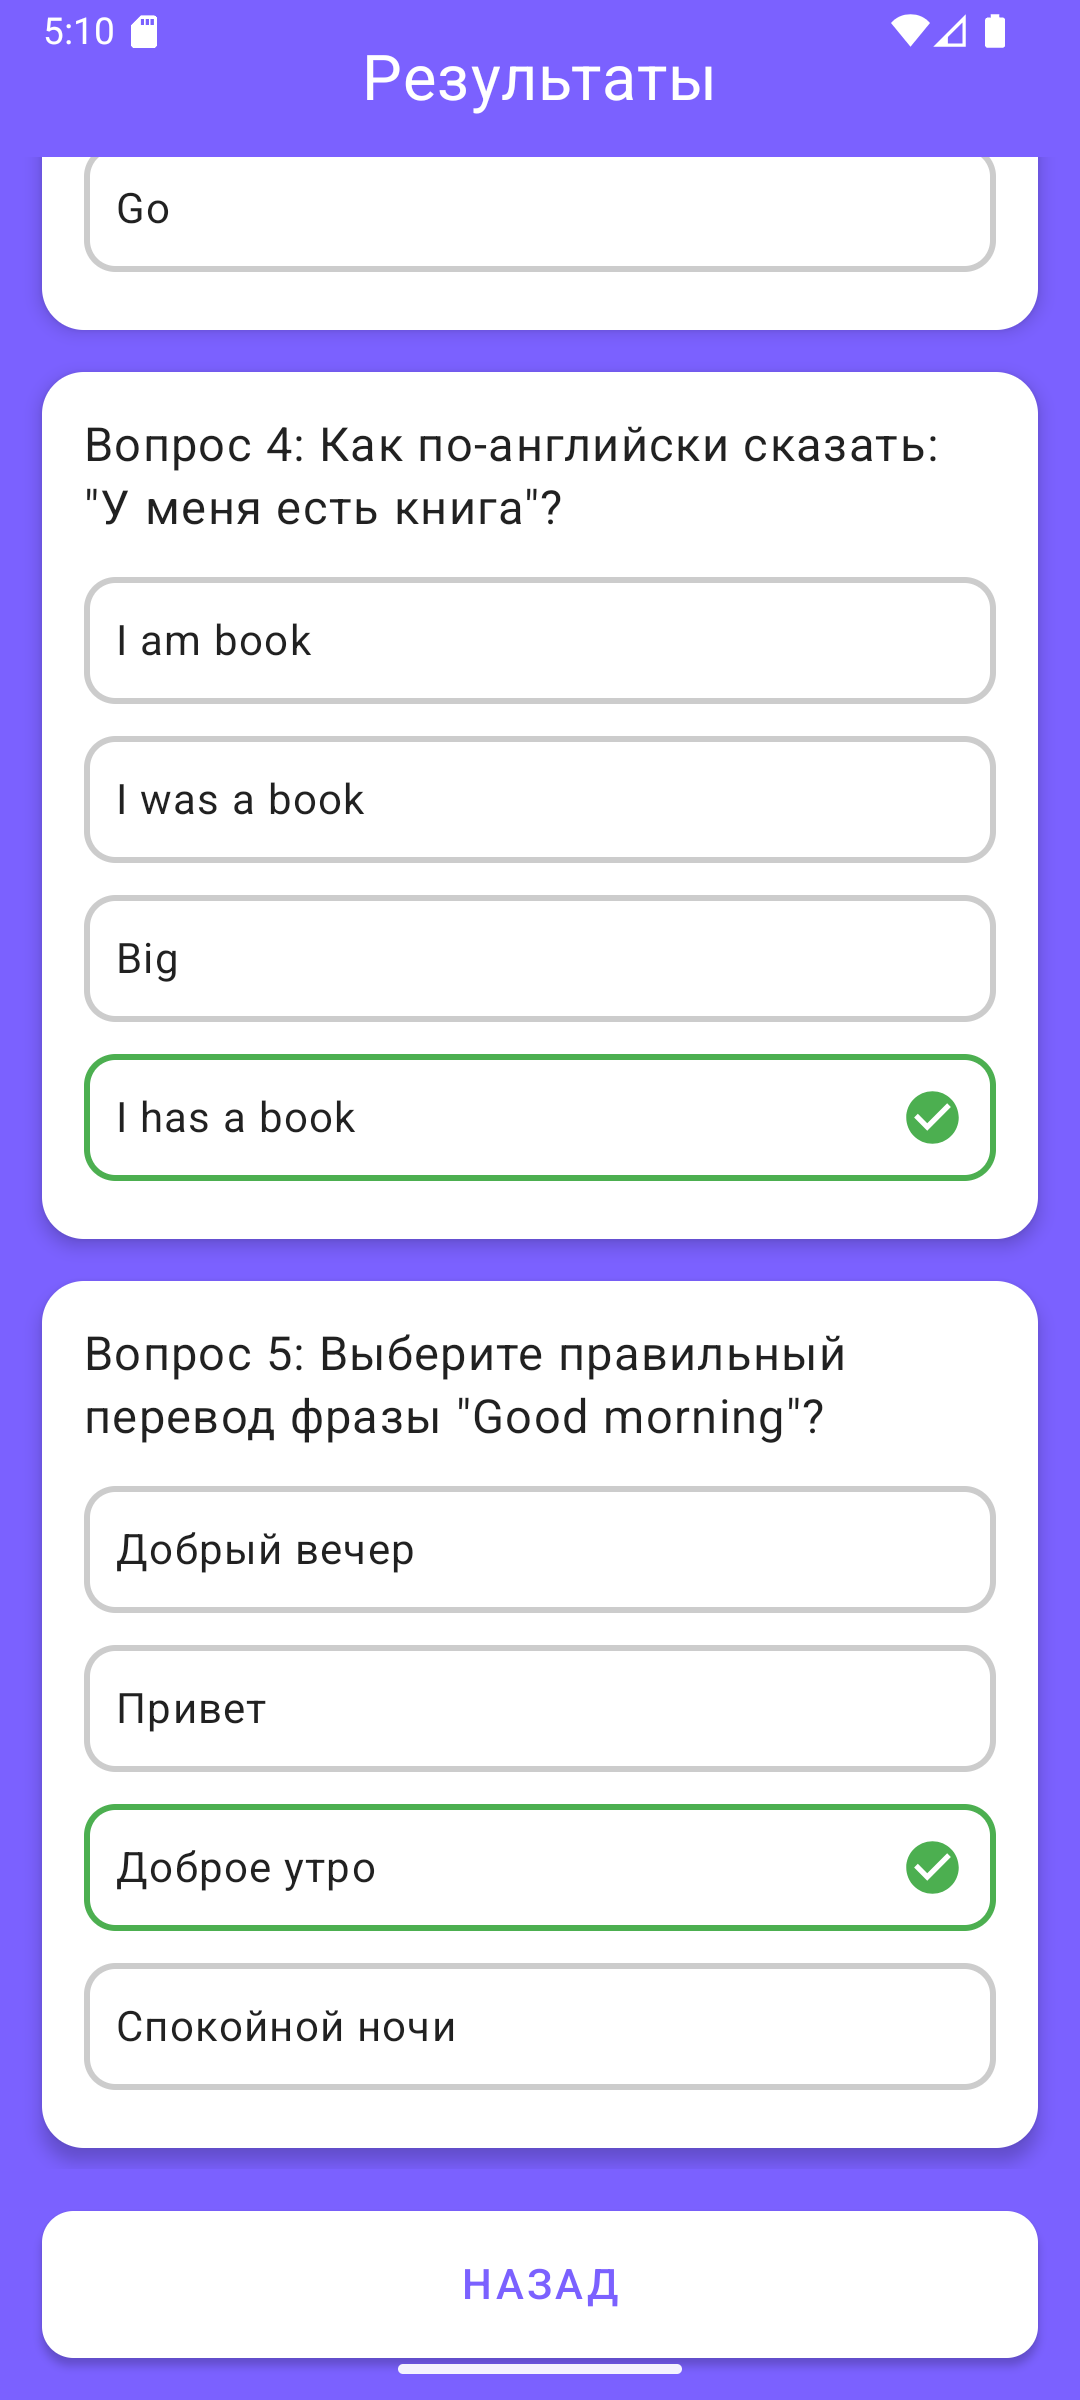 5:10
Результаты
Go
Вопрос 4: Как по-английски сказать:
"У меня есть книга"?
I am book
I was a book
Big
I has a book
Вопрос 5: Выберите правильный
перевод фразы "Good morning"?
Добрый вечер
Привет
Доброе утро
Спокойной ночи
НАЗАД